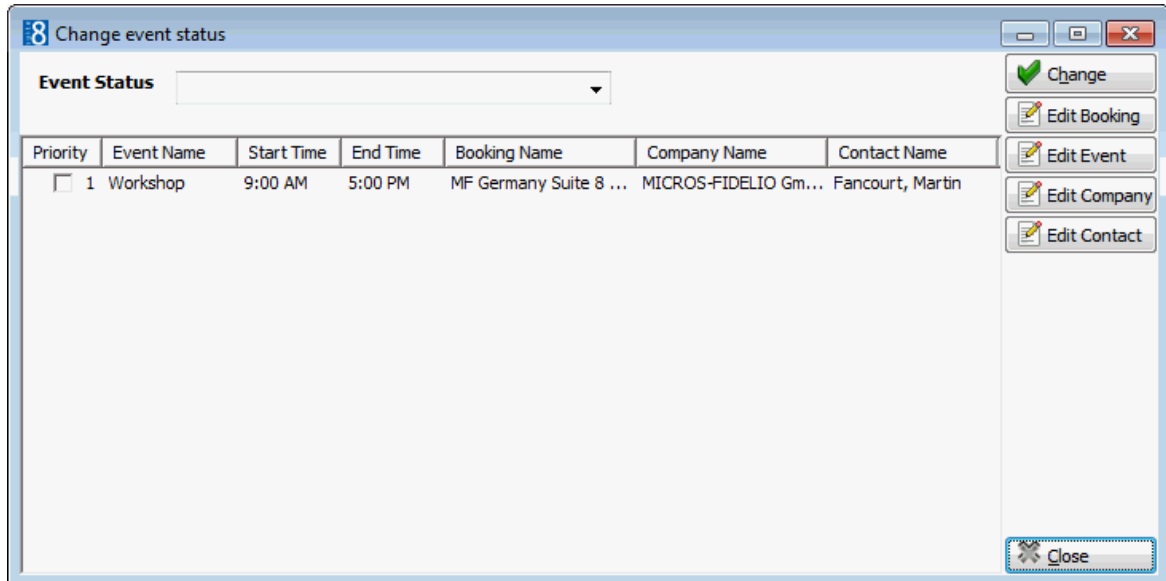 8 Change event status
Event Status
Change
Edit Booking
Edit Event
Edit Company
Edit Contact
Priority Event Name Start Time End Time Booking Name Company Name Contact Name
1 Workshop 9:00 AM 5:00 PM MF Germany Suite 8 ... MICROS-FIDELIO Gm... Fancourt, Martin
Close